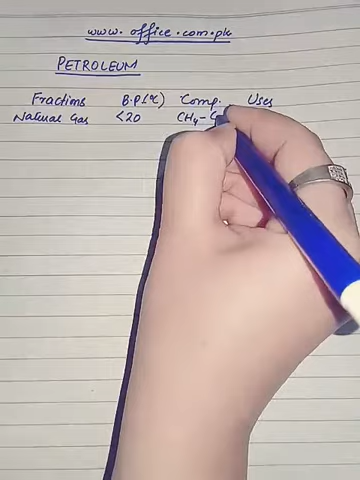 www.office.com.pk
PETROLEUM
Fractions B.P(°C) Comp. Uses
Natural Gas <20 CH4-C